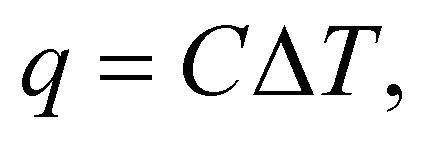 q = CΔT,